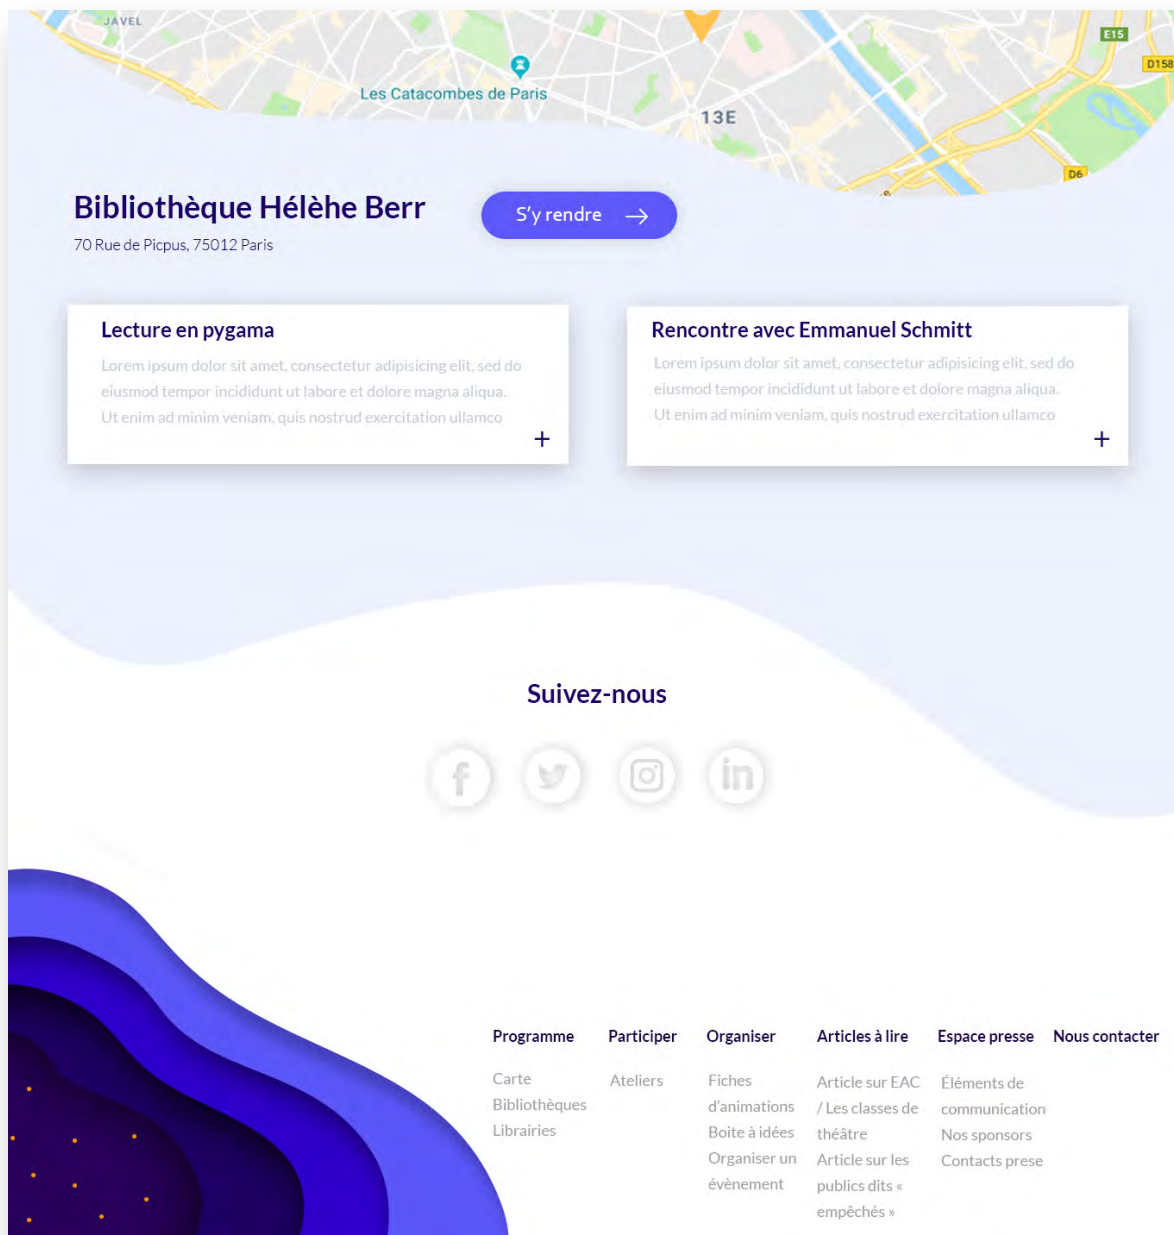 JAVEL
E15
D158
Les Catacombes de Paris
13E
D6
Bibliothèque Hélèhe Berr
S'y rendre
70 Rue de Picpus, 75012 Paris
Lecture en pygama
Lorem ipsum dolor sit amet, consectetur adipisicing elit, sed do
eiusmod tempor incididunt ut labore et dolore magna aliqua.
Ut enim ad minim veniam, quis nostrud exercitation ullamco
+
Rencontre avec Emmanuel Schmitt
Lorem ipsum dolor sit amet, consectetur adipisicing elit, sed do
eiusmod tempor incididunt ut labore et dolore magna aliqua.
Ut enim ad minim veniam, quis nostrud exercitation ullamco
+
Suivez-nous
Programme
Carte
Bibliothèques
Librairies
Participer
Ateliers
Organiser
Fiches
d'animations
Boite à idées
Organiser un
évènement
Articles à lire
Article sur EAC
/ Les classes de
théâtre
Article sur les
publics dits «
empêchés »
Espace presse
Éléments de
communication
Nos sponsors
Contacts prese
Nous contacter